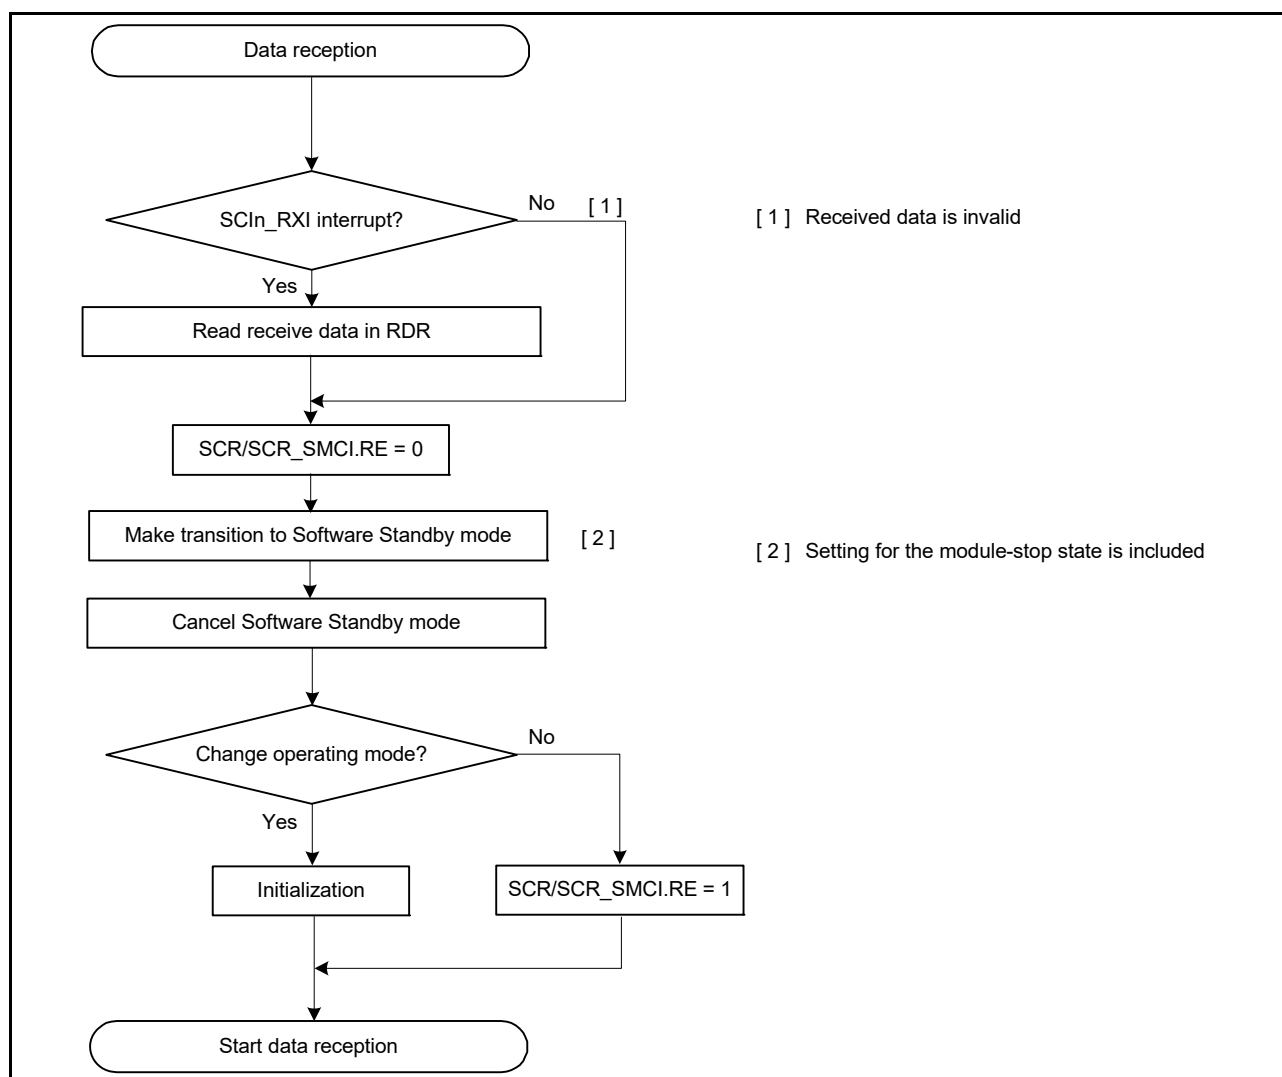 Data reception
SCIn_RXI interrupt?
No [ 1 ]
[ 1 ] Received data is invalid
Yes
Read receive data in RDR
SCR/SCR_SMCI.RE = 0
Make transition to Software Standby mode
[ 2 ]
[ 2 ] Setting for the module-stop state is included
Cancel Software Standby mode
Change operating mode?
No
Yes
Initialization
SCR/SCR_SMCI.RE = 1
Start data reception